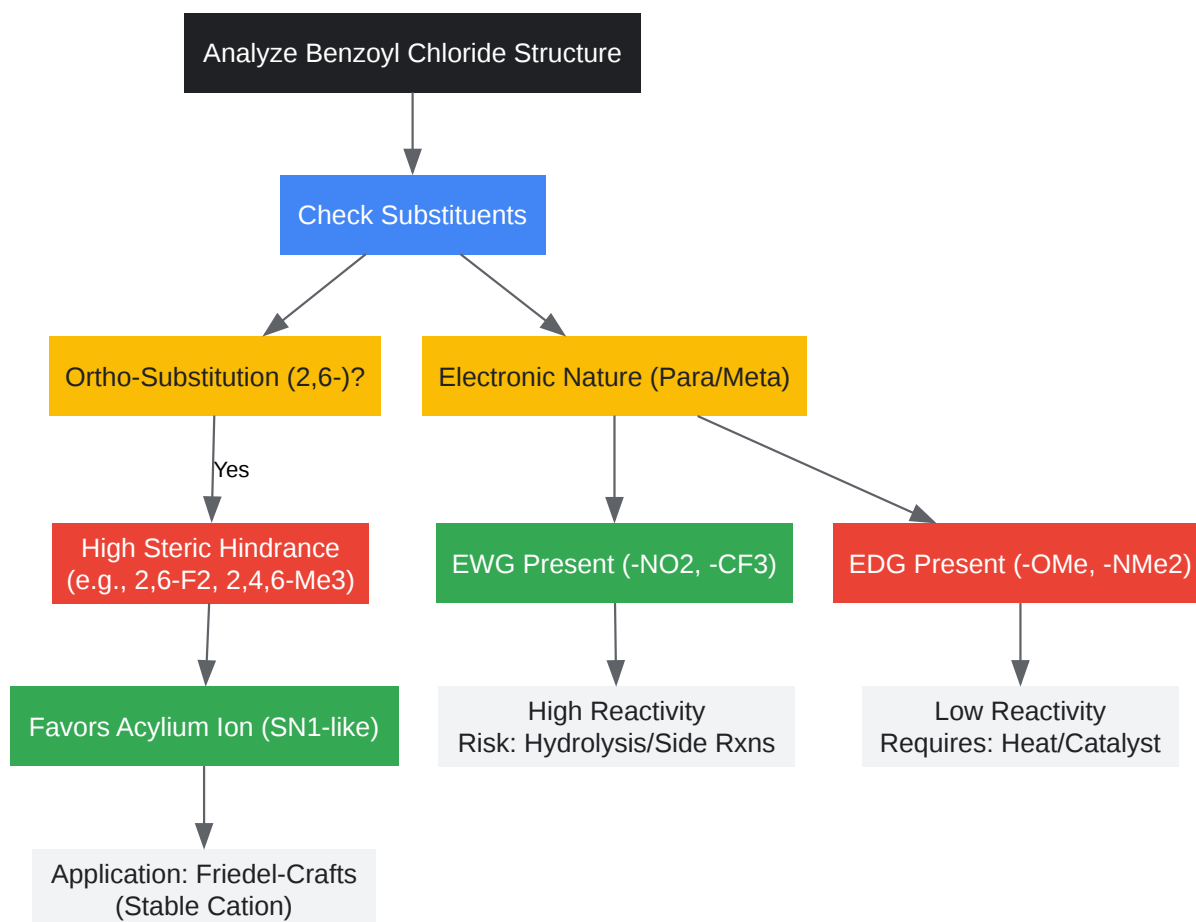 Analyze Benzoyl Chloride Structure
Check Substituents
Ortho-Substitution (2,6-)?
Electronic Nature (Para/Meta)
Yes
High Steric Hindrance
(e.g., 2,6-F2, 2,4,6-Me3)
EWG Present (-NO2, -CF3)
EDG Present (-OMe, -NMe2)
Favors Acylium Ion (SN1-like)
High Reactivity
Risk: Hydrolysis/Side Rxns
Low Reactivity
Requires: Heat/Catalyst
Application: Friedel-Crafts
(Stable Cation)